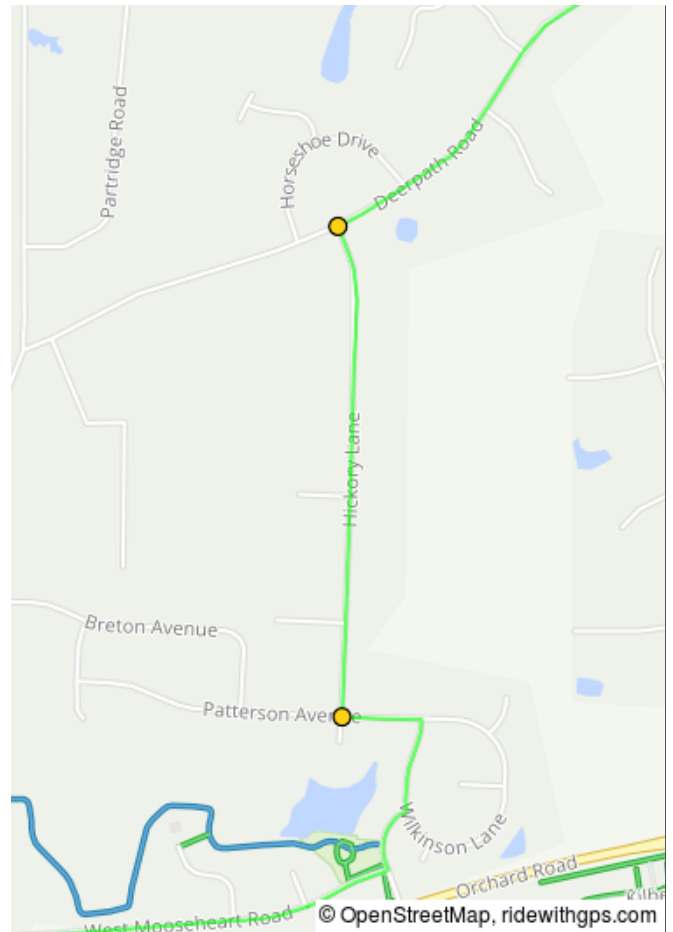 Partridge Road
Horseshoe Drive
Deerpath Road
Hickory Lane
Breton Avenue
Patterson Avenue
Wilkinson Lane
Orchard Road
West Mooseheart Road
© OpenStreetMap, ridewithgps.com